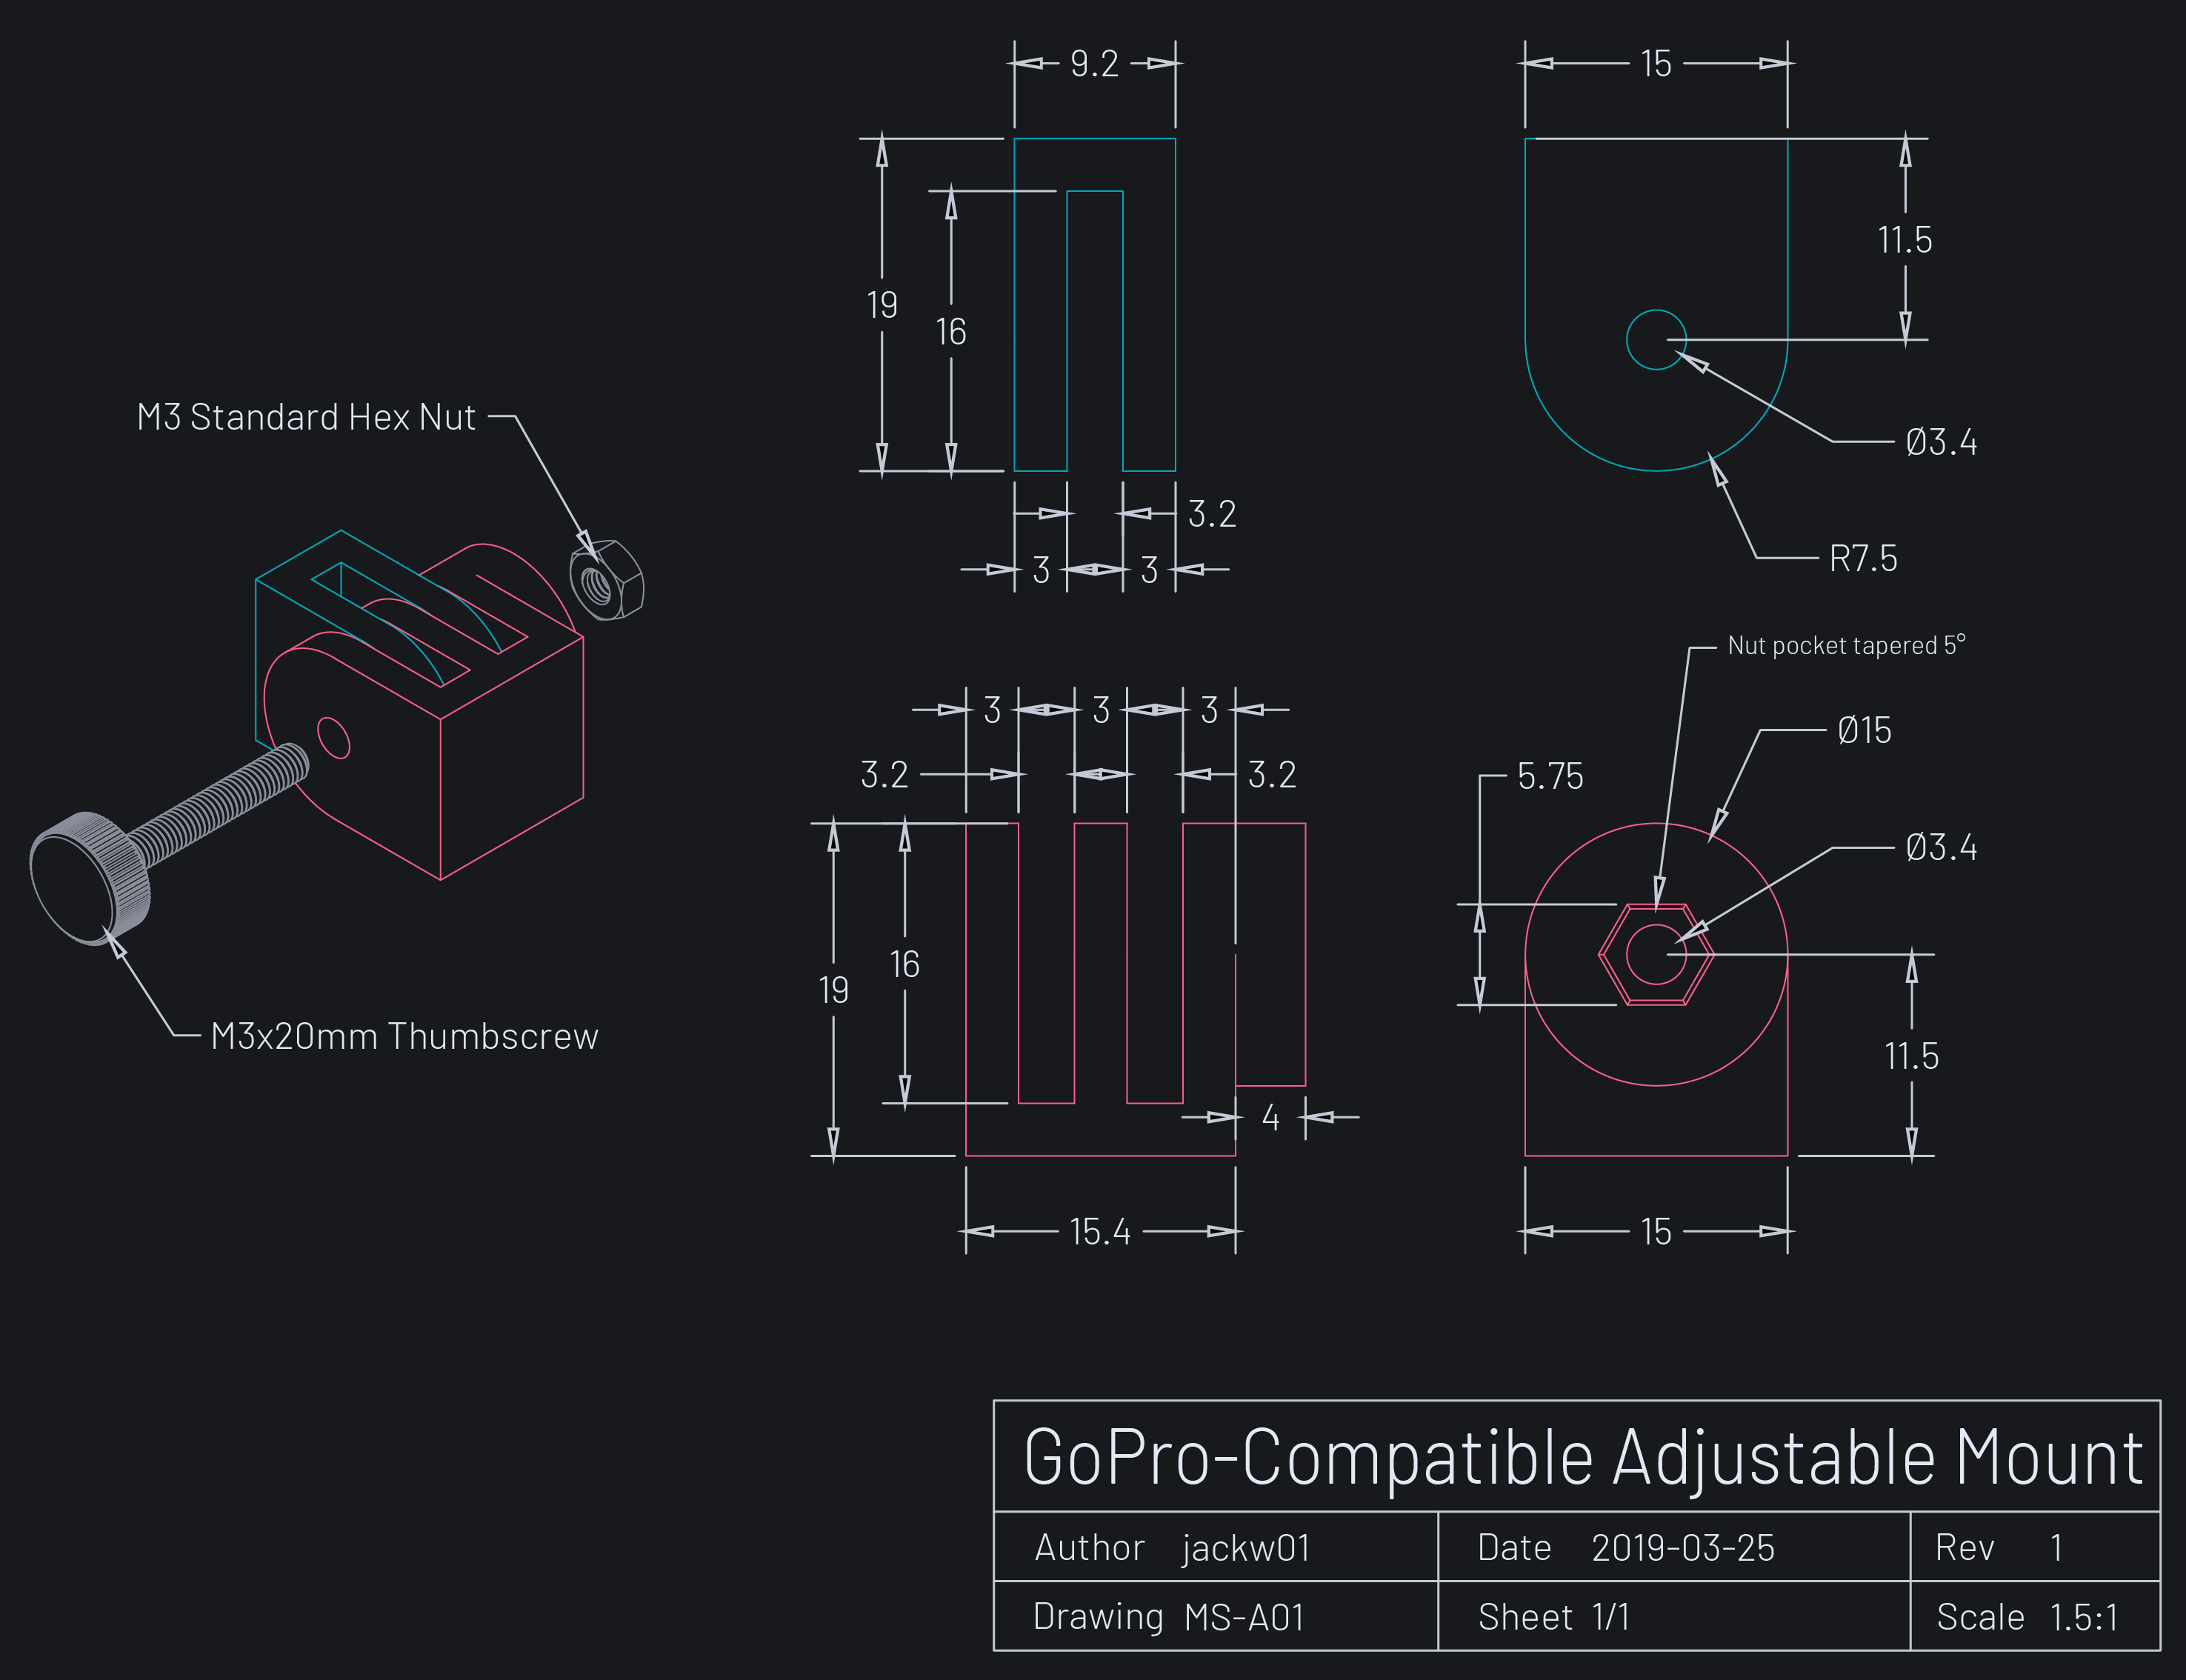 9.2
15
19
16
11.5
3.2
3
3
Ø3.4
R7.5
M3 Standard Hex Nut
M3x20mm Thumbscrew
Nut pocket tapered 5°
3
3
3
3.2
3.2
5.75
Ø15
Ø3.4
19
16
11.5
4
15.4
15
GoPro-Compatible Adjustable Mount
Author jackw01
Date 2019-03-25
Rev 1
Drawing MS-A01
Sheet 1/1
Scale 1.5:1